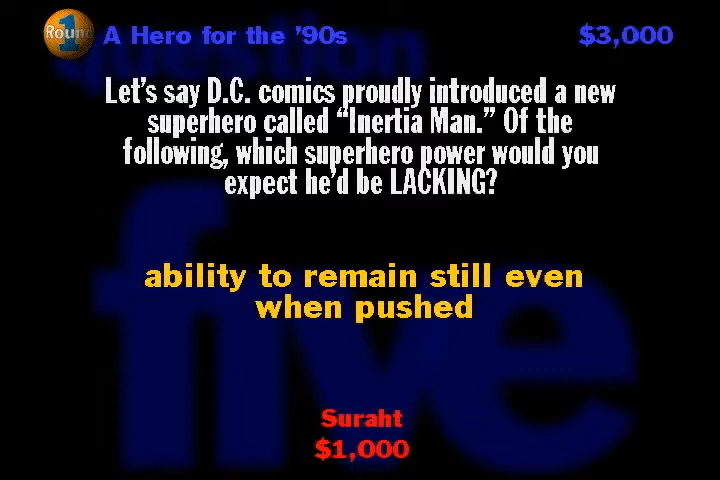 Round 1 A Hero for the ’90s $3,000
question
Let’s say D.C. comics proudly introduced a new
superhero called “Inertia Man.” Of the
following, which superhero power would you
expect he’d be LACKING?
five
ability to remain still even
when pushed
Suraht
$1,000